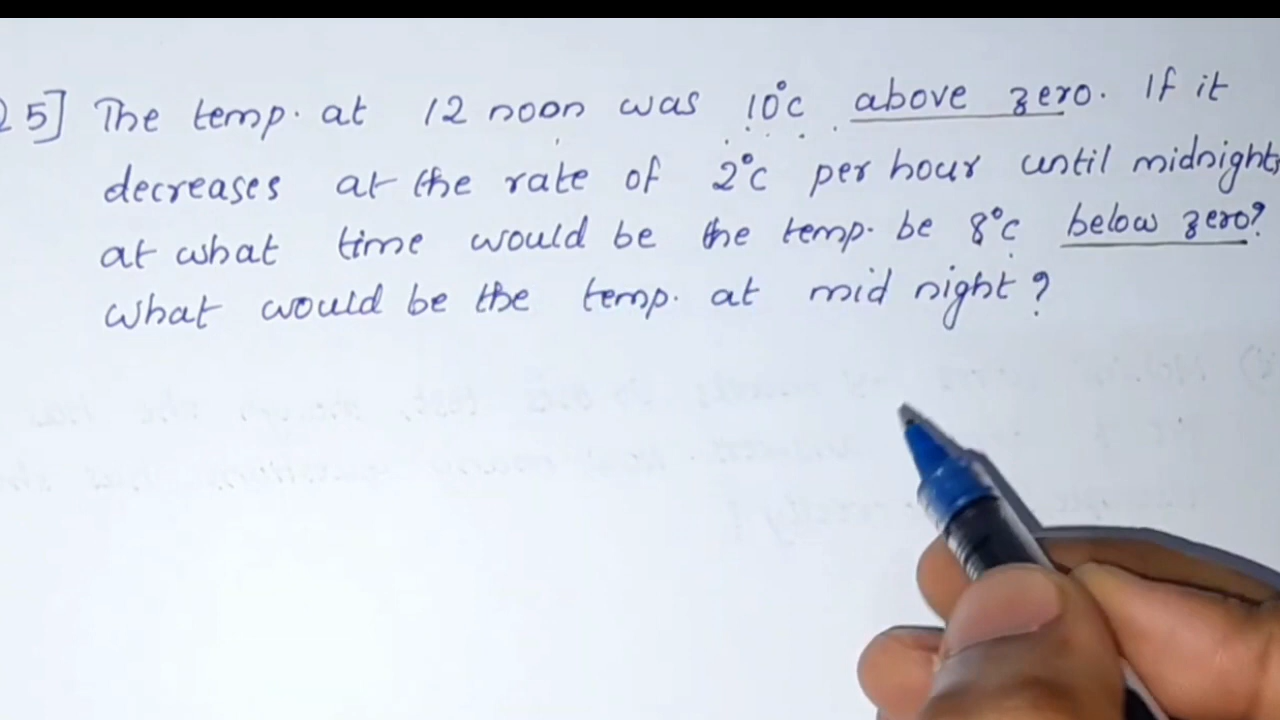 25] The temp. at 12 noon was 10°c above zero. If it
decreases at the rate of 2°c per hour until midnight,
at what time would be the temp. be 8°c below zero?
what would be the temp. at mid night?